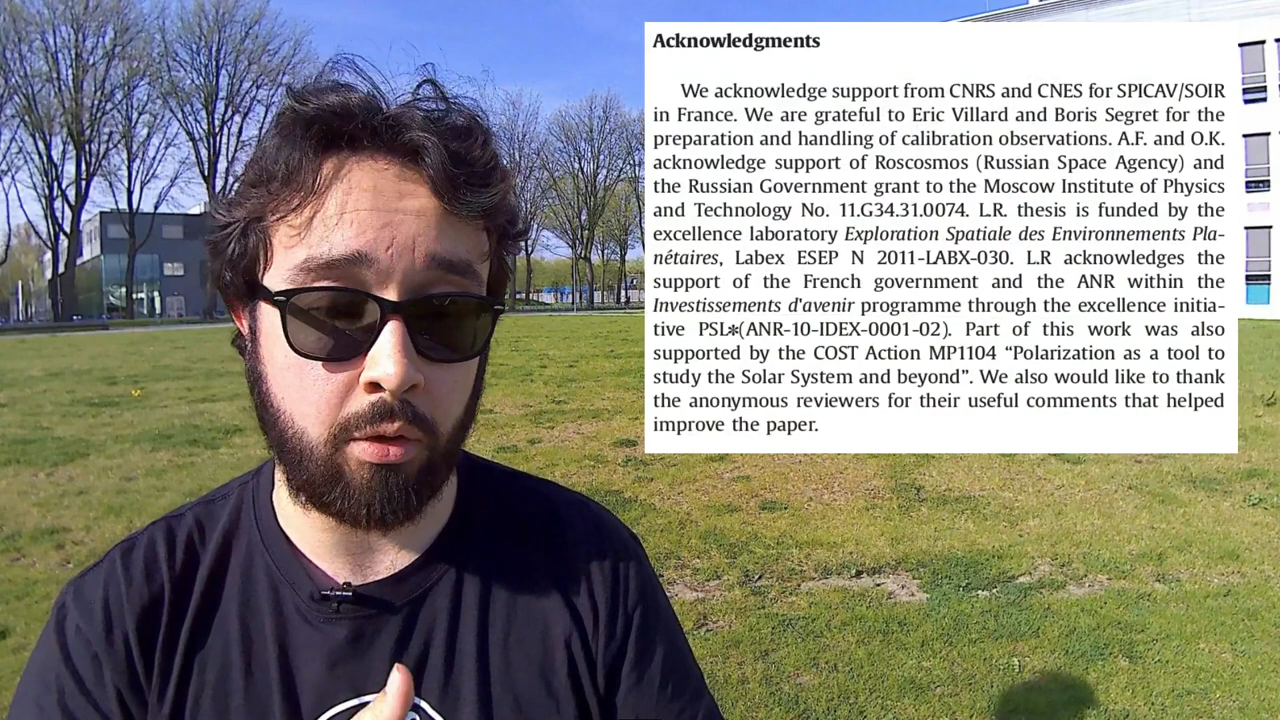 Acknowledgments
We acknowledge support from CNRS and CNES for SPICAV/SOIR
in France. We are grateful to Eric Villard and Boris Segret for the
preparation and handling of calibration observations. A.F. and O.K.
acknowledge support of Roscosmos (Russian Space Agency) and
the Russian Government grant to the Moscow Institute of Physics
and Technology No. 11.G34.31.0074. L.R. thesis is funded by the
excellence laboratory Exploration Spatiale des Environnements Pla-
nétaires, Labex ESEP N 2011-LABX-030. L.R acknowledges the
support of the French government and the ANR within the
Investissements d'avenir programme through the excellence initia-
tive PSL*(ANR-10-IDEX-0001-02). Part of this work was also
supported by the COST Action MP1104 “Polarization as a tool to
study the Solar System and beyond”. We also would like to thank
the anonymous reviewers for their useful comments that helped
improve the paper.